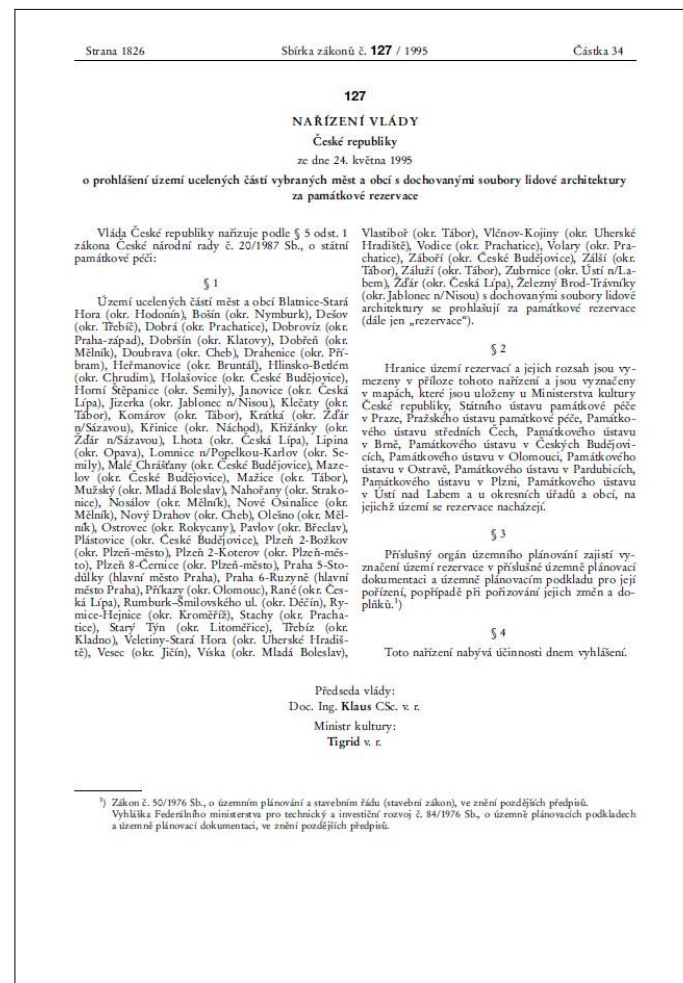 Strana 1826
Sbírka zákonů č. 127 / 1995
Částka 34
127
NAŘÍZENÍ VLÁDY
České republiky
ze dne 24. května 1995
o prohlášení území ucelených částí vybraných měst a obcí s dochovanými soubory lidové architektury
za památkové rezervace
Vláda České republiky nařizuje podle § 5 odst. 1
zákona České národní rady č. 20/1987 Sb., o státní
památkové péči:
§ 1
Území ucelených částí měst a obcí Blatnice-Stará
Hora (okr. Hodonín), Bošín (okr. Nymburk), Dešov
(okr. Třebíč), Dobrá (okr. Prachatice), Dobrovíz (okr.
Praha-západ), Dobršín (okr. Klatovy), Dobřeň (okr.
Mělník), Doubrava (okr. Cheb), Drahenice (okr. Pří-
bram), Heřmanovice (okr. Bruntál), Hlinsko-Betlém
(okr. Chrudim), Holašovice (okr. České Budějovice),
Horní Štěpanice (okr. Semily), Janovice (okr. Česká
Lípa), Jizerka (okr. Jablonec n/Nisou), Klečaty (okr.
Tábor), Komárov (okr. Tábor), Krátká (okr. Žďár
n/Sázavou), Křinice (okr. Náchod), Křižánky (okr.
Žďár n/Sázavou), Lhota (okr. Česká Lípa), Lipina
(okr. Opava), Lomnice n/Popelkou-Karlov (okr. Se-
mily), Malé Chrášťany (okr. České Budějovice), Maze-
lov (okr. České Budějovice), Mažice (okr. Tábor),
Mužský (okr. Mladá Boleslav), Nahořany (okr. Strako-
nice), Nosálov (okr. Mělník), Nové Osinalice (okr.
Mělník), Nový Drahov (okr. Cheb), Olešno (okr. Měl-
ník), Ostrovec (okr. Rokycany), Pavlov (okr. Břeclav),
Plástovice (okr. České Budějovice), Plzeň 2-Božkov
(okr. Plzeň-město), Plzeň 2-Koterov (okr. Plzeň-měs-
to), Plzeň 8-Černice (okr. Plzeň-město), Praha 5-Sto-
důlky (hlavní město Praha), Praha 6-Ruzyně (hlavní
město Praha), Příkazy (okr. Olomouc), Rané (okr. Čes-
ká Lípa), Rumburk–Šmilovského ul. (okr. Děčín), Ry-
mice-Hejnice (okr. Kroměříž), Stachy (okr. Pracha-
tice), Starý Týn (okr. Litoměřice), Třebíz (okr.
Kladno), Veletiny-Stará Hora (okr. Uherské Hradiš-
tě), Vesec (okr. Jičín), Víska (okr. Mladá Boleslav),
Vlastiboř (okr. Tábor), Vlčnov-Kojiny (okr. Uherské
Hradiště), Vodice (okr. Prachatice), Volary (okr. Pra-
chatice), Záboří (okr. České Budějovice), Zálší (okr.
Tábor), Záluží (okr. Tábor), Zubrnice (okr. Ústí n/La-
bem), Žďár (okr. Česká Lípa), Železný Brod-Trávníky
(okr. Jablonec n/Nisou) s dochovanými soubory lidové
architektury se prohlašují za památkové rezervace
(dále jen „rezervace“).
§ 2
Hranice území rezervací a jejich rozsah jsou vy-
mezeny v příloze tohoto nařízení a jsou vyznačeny
v mapách, které jsou uloženy u Ministerstva kultury
České republiky, Státního ústavu památkové péče
v Praze, Pražského ústavu památkové péče, Památko-
vého ústavu středních Čech, Památkového ústavu
v Brně, Památkového ústavu v Českých Budějovi-
cích, Památkového ústavu v Olomouci, Památkového
ústavu v Ostravě, Památkového ústavu v Pardubicích,
Památkového ústavu v Plzni, Památkového ústavu
v Ústí nad Labem a u okresních úřadů a obcí, na
jejichž území se rezervace nacházejí.
§ 3
Příslušný orgán územního plánování zajistí vy-
značení území rezervace v příslušné územně plánovací
dokumentaci a územně plánovacím podkladu pro její
pořízení, popřípadě při pořizování jejich změn a do-
plňků.¹)
§ 4
Toto nařízení nabývá účinnosti dnem vyhlášení.
Předseda vlády:
Doc. Ing. Klaus CSc. v. r.
Ministr kultury:
Tigrid v. r.
¹) Zákon č. 50/1976 Sb., o územním plánování a stavebním řádu (stavební zákon), ve znění pozdějších předpisů.
Vyhláška Federálního ministerstva pro technický a investiční rozvoj č. 84/1976 Sb., o územně plánovacích podkladech
a územně plánovací dokumentaci, ve znění pozdějších předpisů.